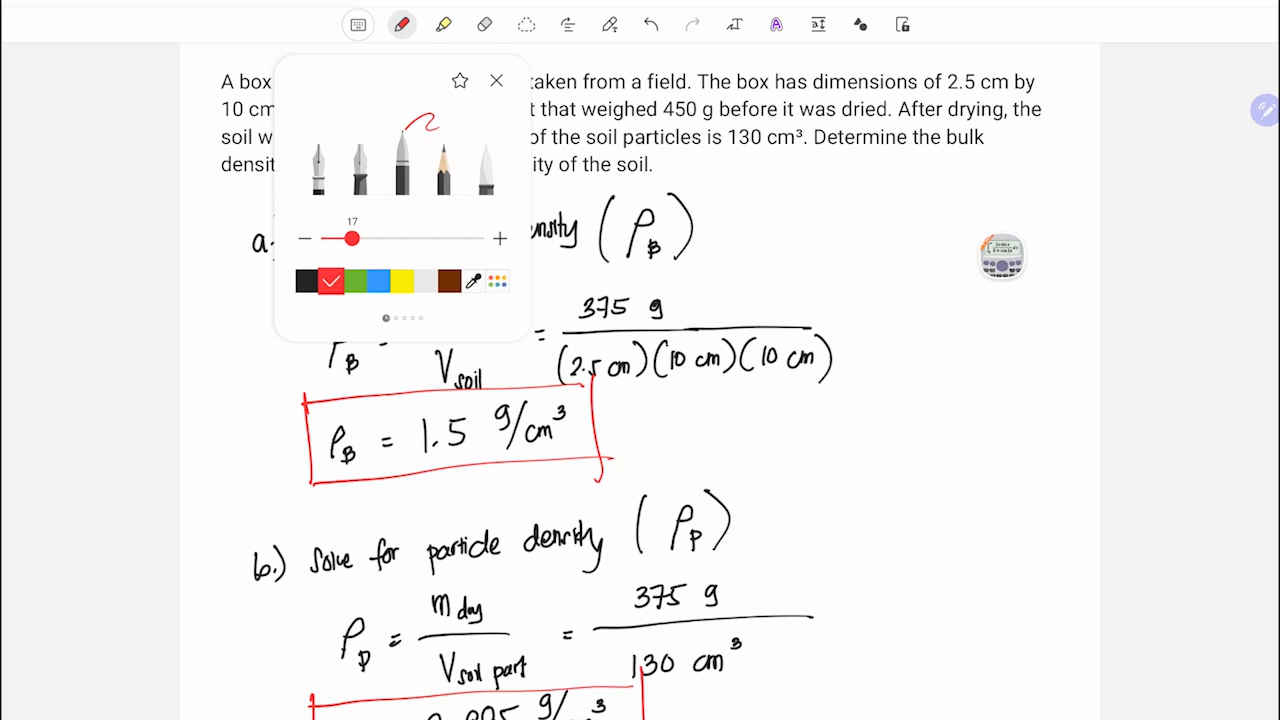 A box taken from a field. The box has dimensions of 2.5 cm by
10 cm t that weighed 450 g before it was dried. After drying, the
soil w of the soil particles is 130 cm³. Determine the bulk
densit ity of the soil.
17
a. nsity (ρB)
ρB = Vsoil = 375 g
(2.5 cm)(10 cm)(10 cm)
ρB = 1.5 g/cm³
b.) Solve for particle density (ρp)
ρp = m dry = 375 g
Vsoil part 130 cm³
g/cm³